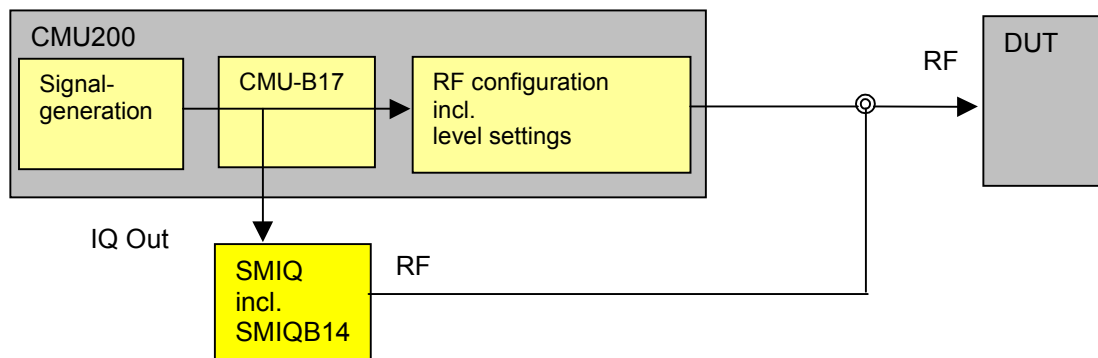 CMU200
Signal-
generation
CMU-B17
RF configuration
incl.
level settings
RF
DUT
IQ Out
SMIQ
incl.
SMIQB14
RF